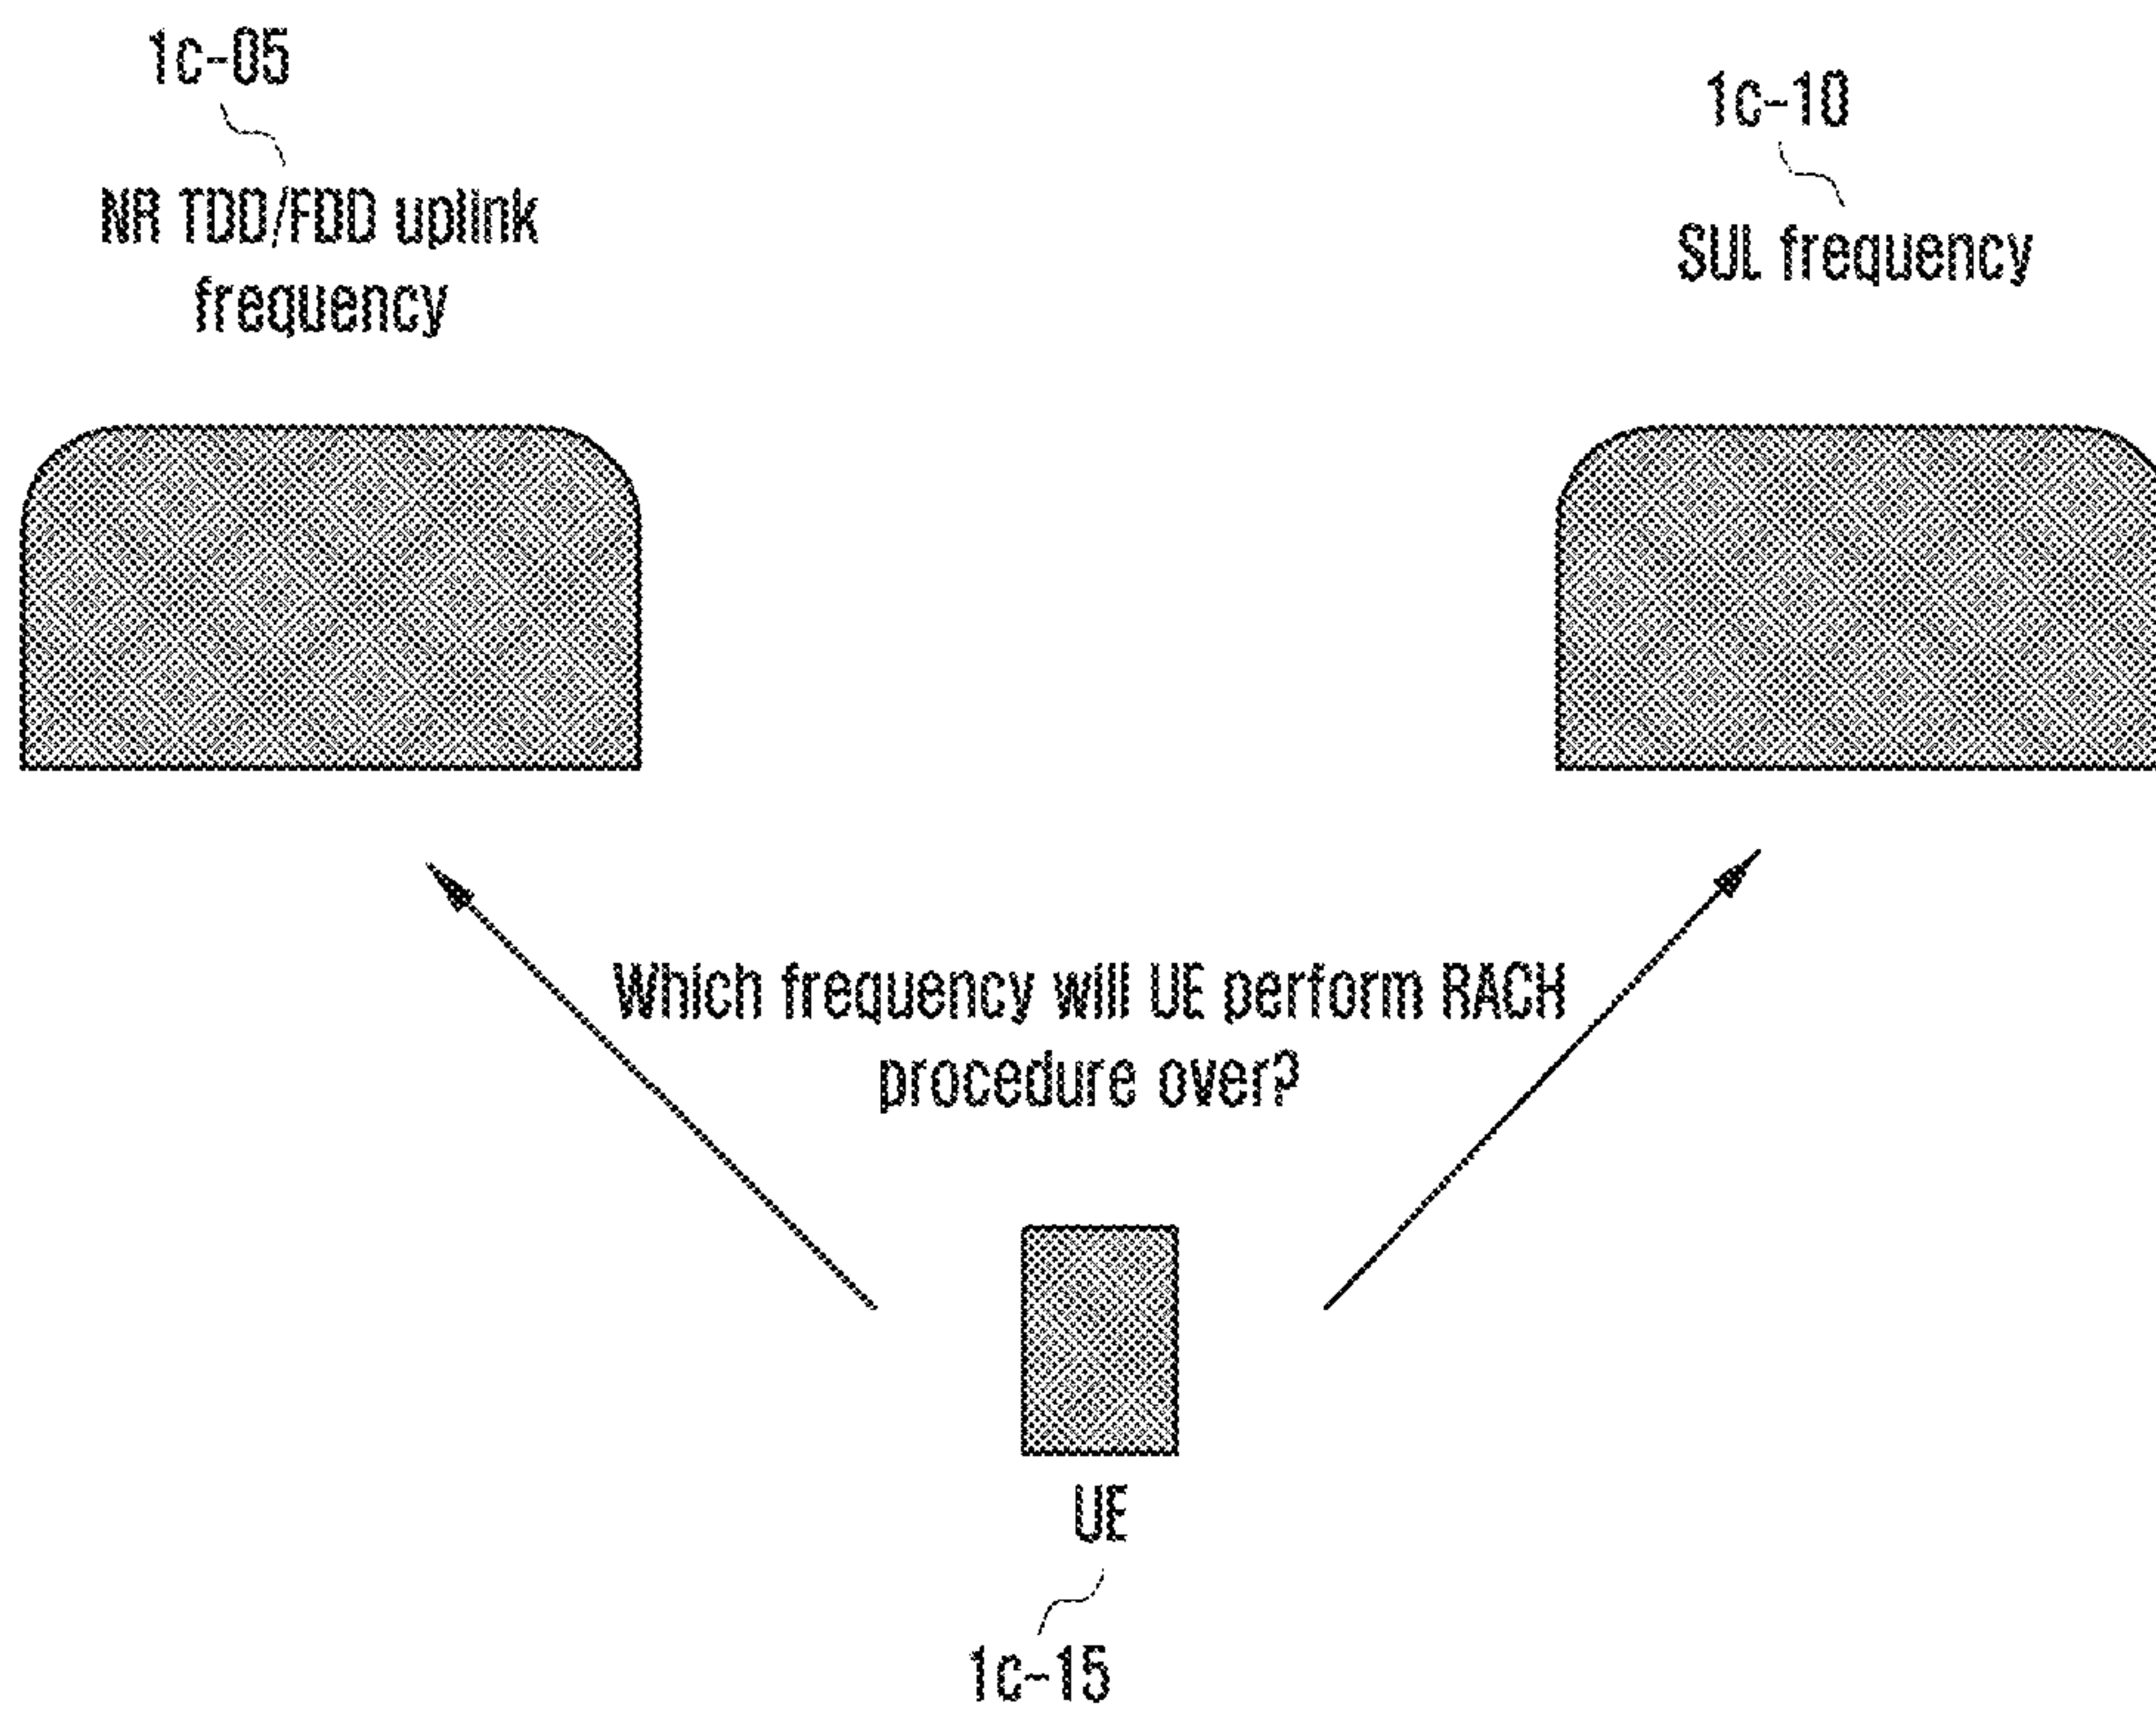 1c-05
NR TDD/FDD uplink
frequency
1c-10
SUL frequency
Which frequency will UE perform RACH
procedure over?
UE
1c-15